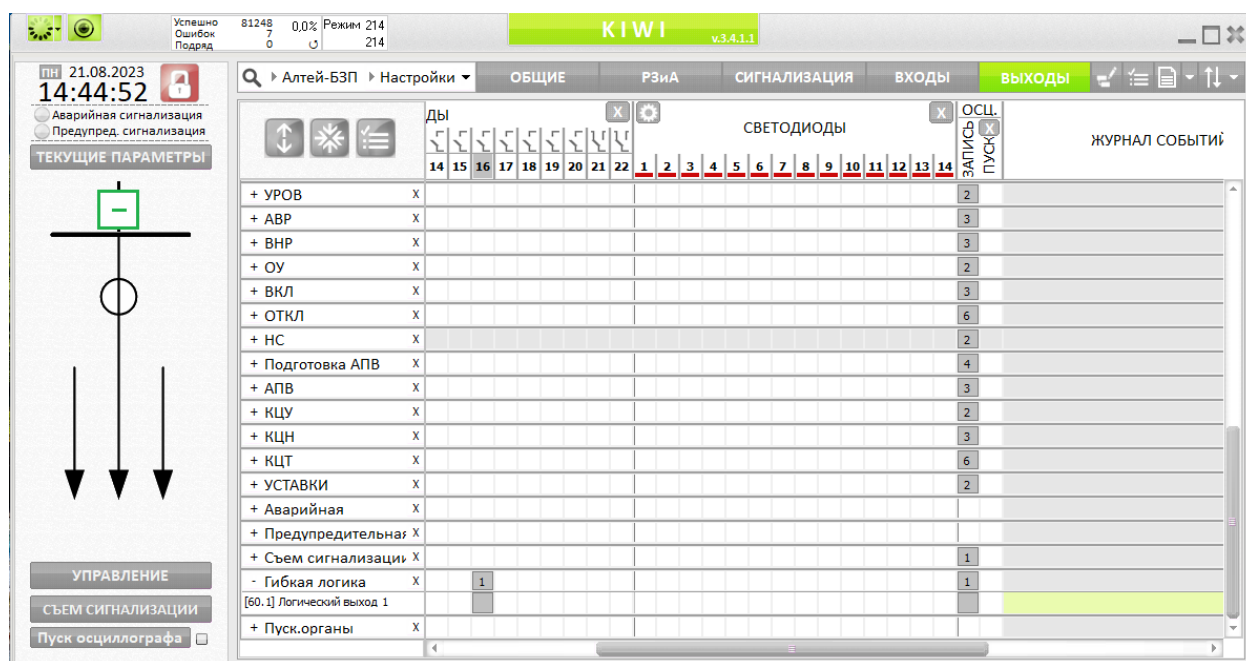 Успешно 81248 0,0% Режим 214
Ошибок 7
Подряд 0 214
KIWI v.3.4.1.1
ПН 21.08.2023
14:44:52
Аварийная сигнализация
Предупред. сигнализация
ТЕКУЩИЕ ПАРАМЕТРЫ
УПРАВЛЕНИЕ
СЪЕМ СИГНАЛИЗАЦИИ
Пуск осциллографа
Алтей-БЗП Настройки ОБЩИЕ РЗиА СИГНАЛИЗАЦИЯ ВХОДЫ ВЫХОДЫ
ДЫ X СВЕТОДИОДЫ X ОСЦ. ЖУРНАЛ СОБЫТИЙ
ЗАПИСЬ
X ПУСК
14 15 16 17 18 19 20 21 22 1 2 3 4 5 6 7 8 9 10 11 12 13 14
+ УРОВ X 2
+ АВР X 3
+ ВНР X 3
+ ОУ X 2
+ ВКЛ X 3
+ ОТКЛ X 6
+ НС X 2
+ Подготовка АПВ X 4
+ АПВ X 3
+ КЦУ X 2
+ КЦН X 3
+ КЦТ X 6
+ УСТАВКИ X 2
+ Аварийная X
+ Предупредительная X
+ Съем сигнализации X 1
- Гибкая логика X 1 1
[60.1] Логический выход 1
+ Пуск.органы X